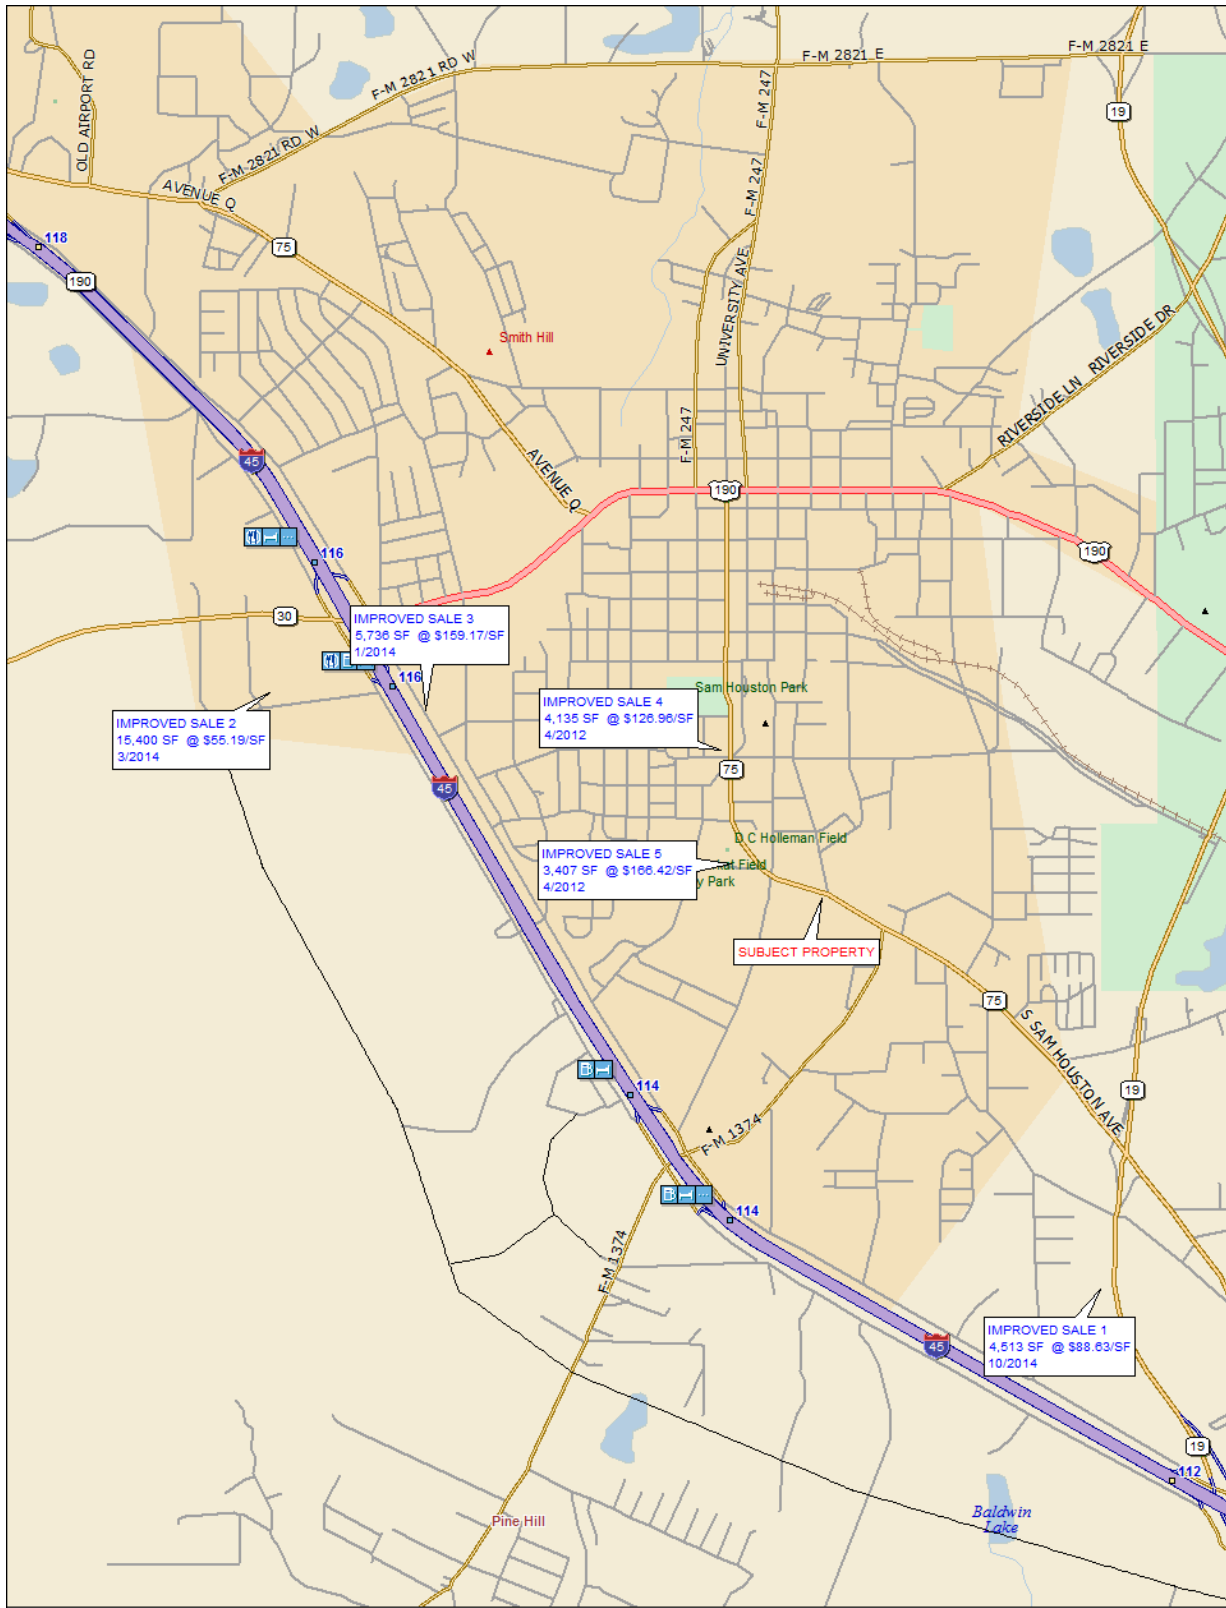 F-M 2821 E
F-M 2821 E
F-M 2821 RD W
F-M 247
19
OLD AIRPORT RD
F-M 2821 RD W
AVENUE Q
F-M 247
118
75
190
UNIVERSITY AVE
RIVERSIDE DR
Smith Hill
RIVERSIDE LN
F-M 247
45
AVENUE Q
190
190
116
30
IMPROVED SALE 3
5,736 SF @ $159.17/SF
1/2014
116
Sam Houston Park
IMPROVED SALE 4
4,135 SF @ $126.96/SF
4/2012
IMPROVED SALE 2
15,400 SF @ $55.19/SF
3/2014
75
45
D C Holleman Field
IMPROVED SALE 5
3,407 SF @ $166.42/SF
4/2012
Field
y Park
SUBJECT PROPERTY
75
S SAM HOUSTON AVE
114
19
F-M 1374
114
F-M 1374
IMPROVED SALE 1
4,513 SF @ $88.63/SF
10/2014
45
19
112
Pine Hill
Baldwin
Lake